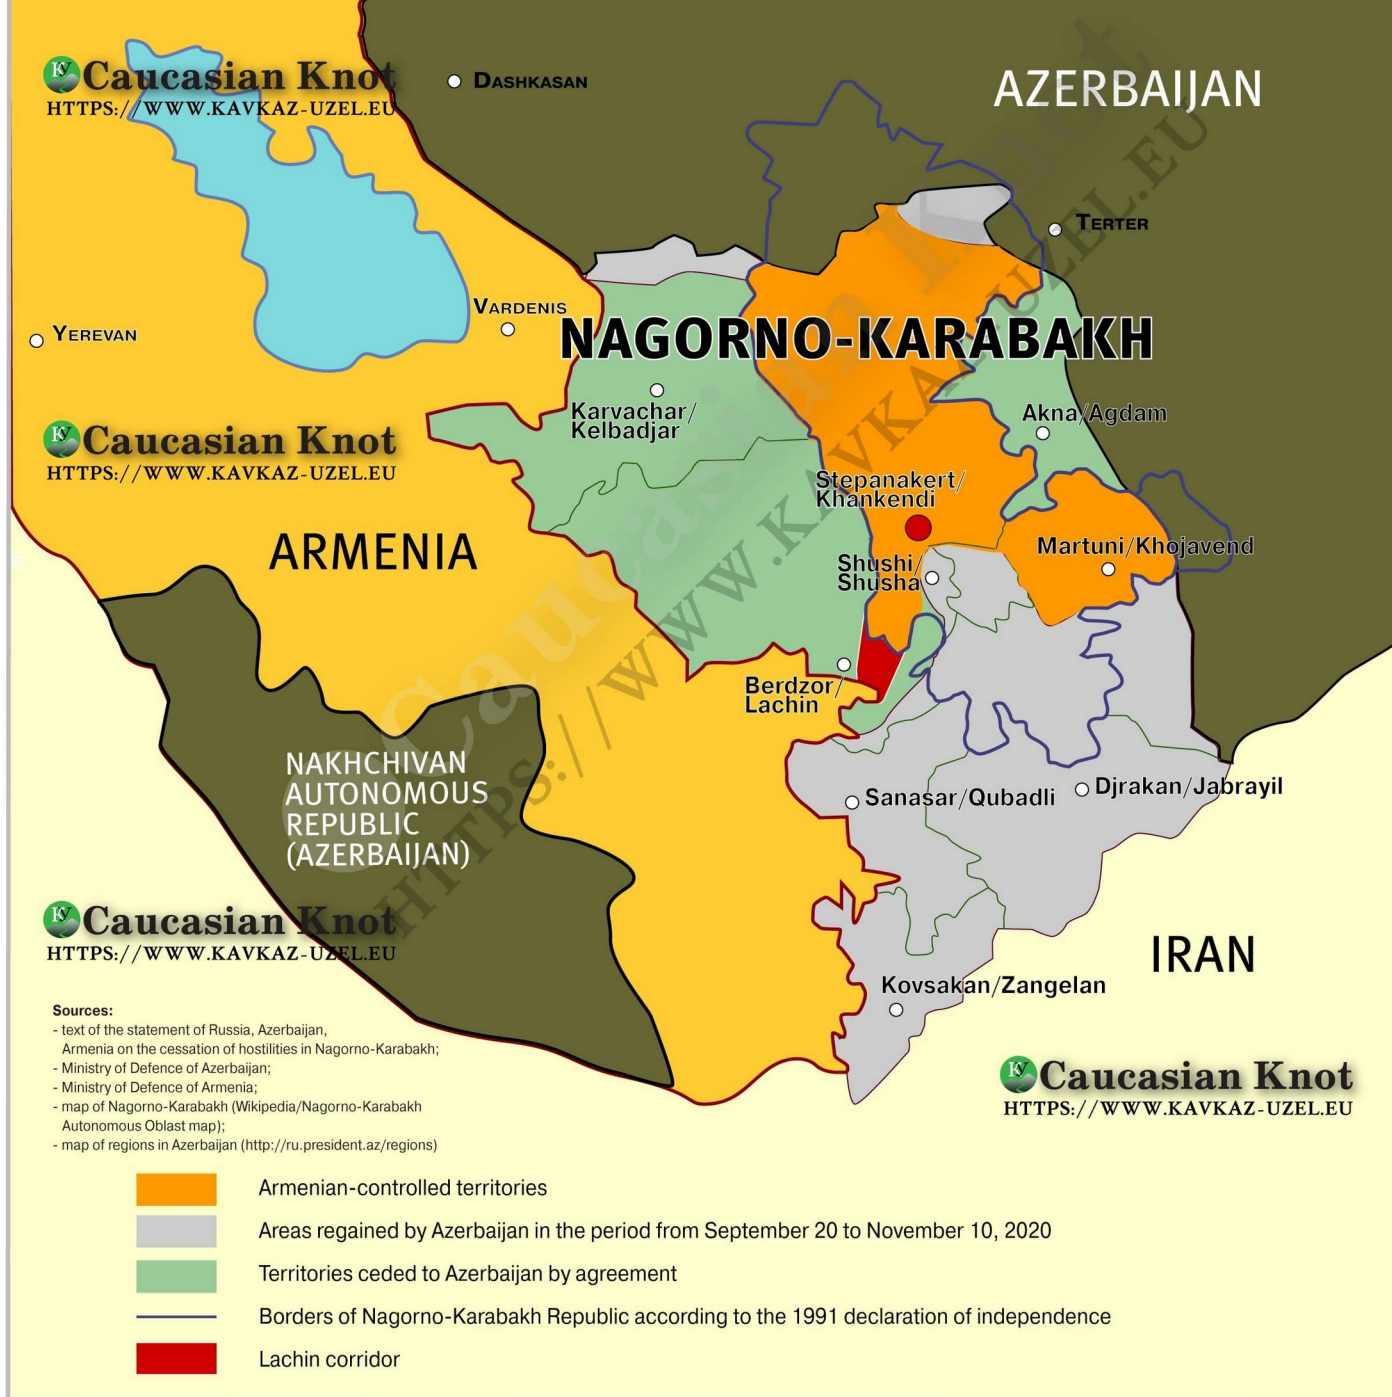 Caucasian Knot
HTTPS://WWW.KAVKAZ-UZEL.EU
DASHKASAN
AZERBAIJAN
TERTER
VARDENIS
YEREVAN
NAGORNO-KARABAKH
Karvachar/
Kelbadjar
Akna/Agdam
Caucasian Knot
HTTPS://WWW.KAVKAZ-UZEL.EU
Stepanakert/
Khankendi
ARMENIA
Martuni/Khojavend
Shushi/
Shusha
Berdzor/
Lachin
Caucasian Knot
HTTPS://WWW.KAVKAZ-UZEL.EU
NAKHCHIVAN
AUTONOMOUS
REPUBLIC
(AZERBAIJAN)
Sanasar/Qubadli
Djrakan/Jabrayil
Caucasian Knot
HTTPS://WWW.KAVKAZ-UZEL.EU
IRAN
Kovsakan/Zangelan
Sources:
- text of the statement of Russia, Azerbaijan,
Armenia on the cessation of hostilities in Nagorno-Karabakh;
- Ministry of Defence of Azerbaijan;
- Ministry of Defence of Armenia;
- map of Nagorno-Karabakh (Wikipedia/Nagorno-Karabakh
Autonomous Oblast map);
- map of regions in Azerbaijan (http://ru.president.az/regions)
Caucasian Knot
HTTPS://WWW.KAVKAZ-UZEL.EU
Armenian-controlled territories
Areas regained by Azerbaijan in the period from September 20 to November 10, 2020
Territories ceded to Azerbaijan by agreement
Borders of Nagorno-Karabakh Republic according to the 1991 declaration of independence
Lachin corridor